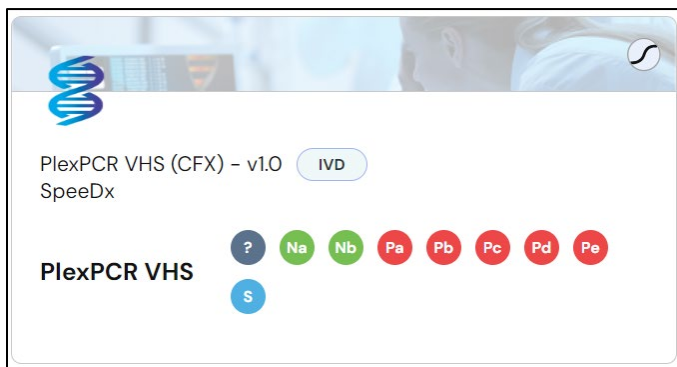 PlexPCR VHS (CFX) - v1.0 IVD
SpeeDx
PlexPCR VHS ? Na Nb Pa Pb Pc Pd Pe
S